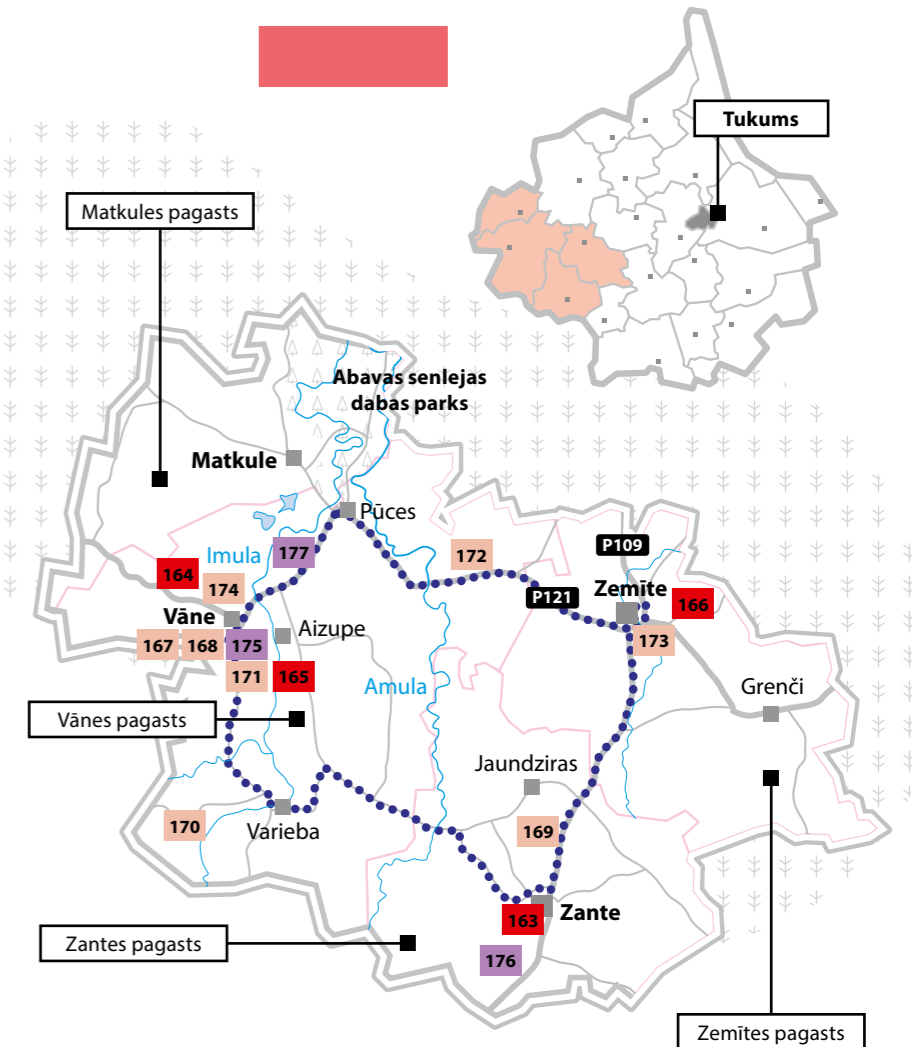 Tukums
Matkules pagasts
Abavas senlejas
dabas parks
Matkule
Pūces
Imula
177
172
P109
164
174
P121
Zemīte
166
Vāne
Aizupe
167
168
175
173
171
165
Amula
Grenči
Vānes pagasts
Jaundziras
170
Varieba
169
163
Zante
Zantes pagasts
176
Zemītes pagasts